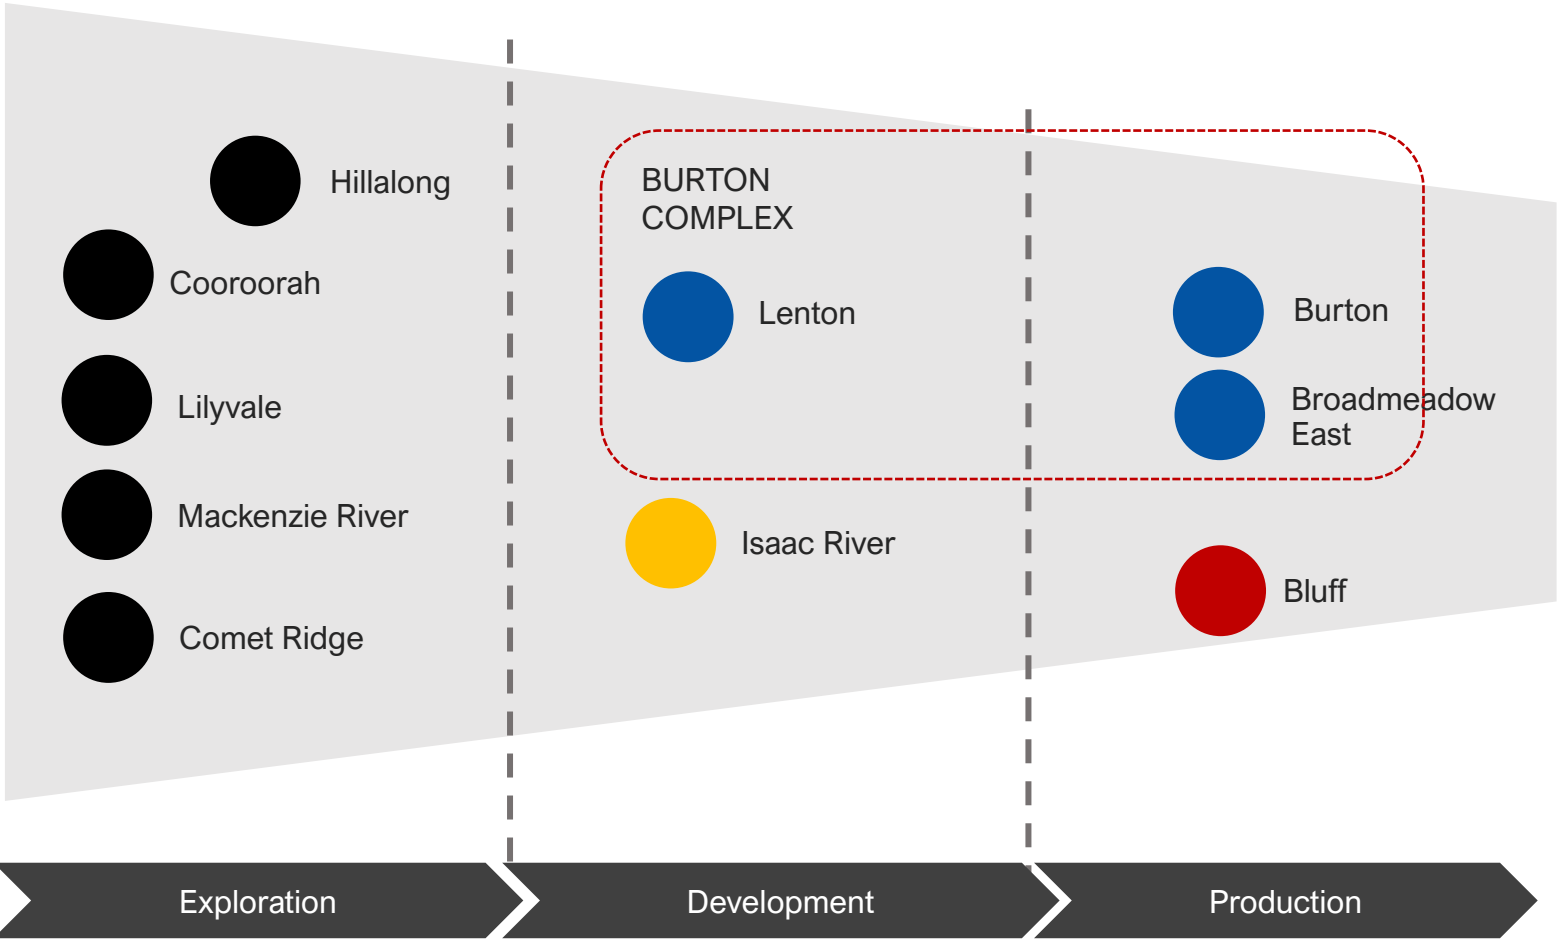 Hillalong
Cooroorah
Lilyvale
Mackenzie River
Comet Ridge
BURTON
COMPLEX
Lenton
Isaac River
Burton
Broadmeadow
East
Bluff
Exploration
Development
Production